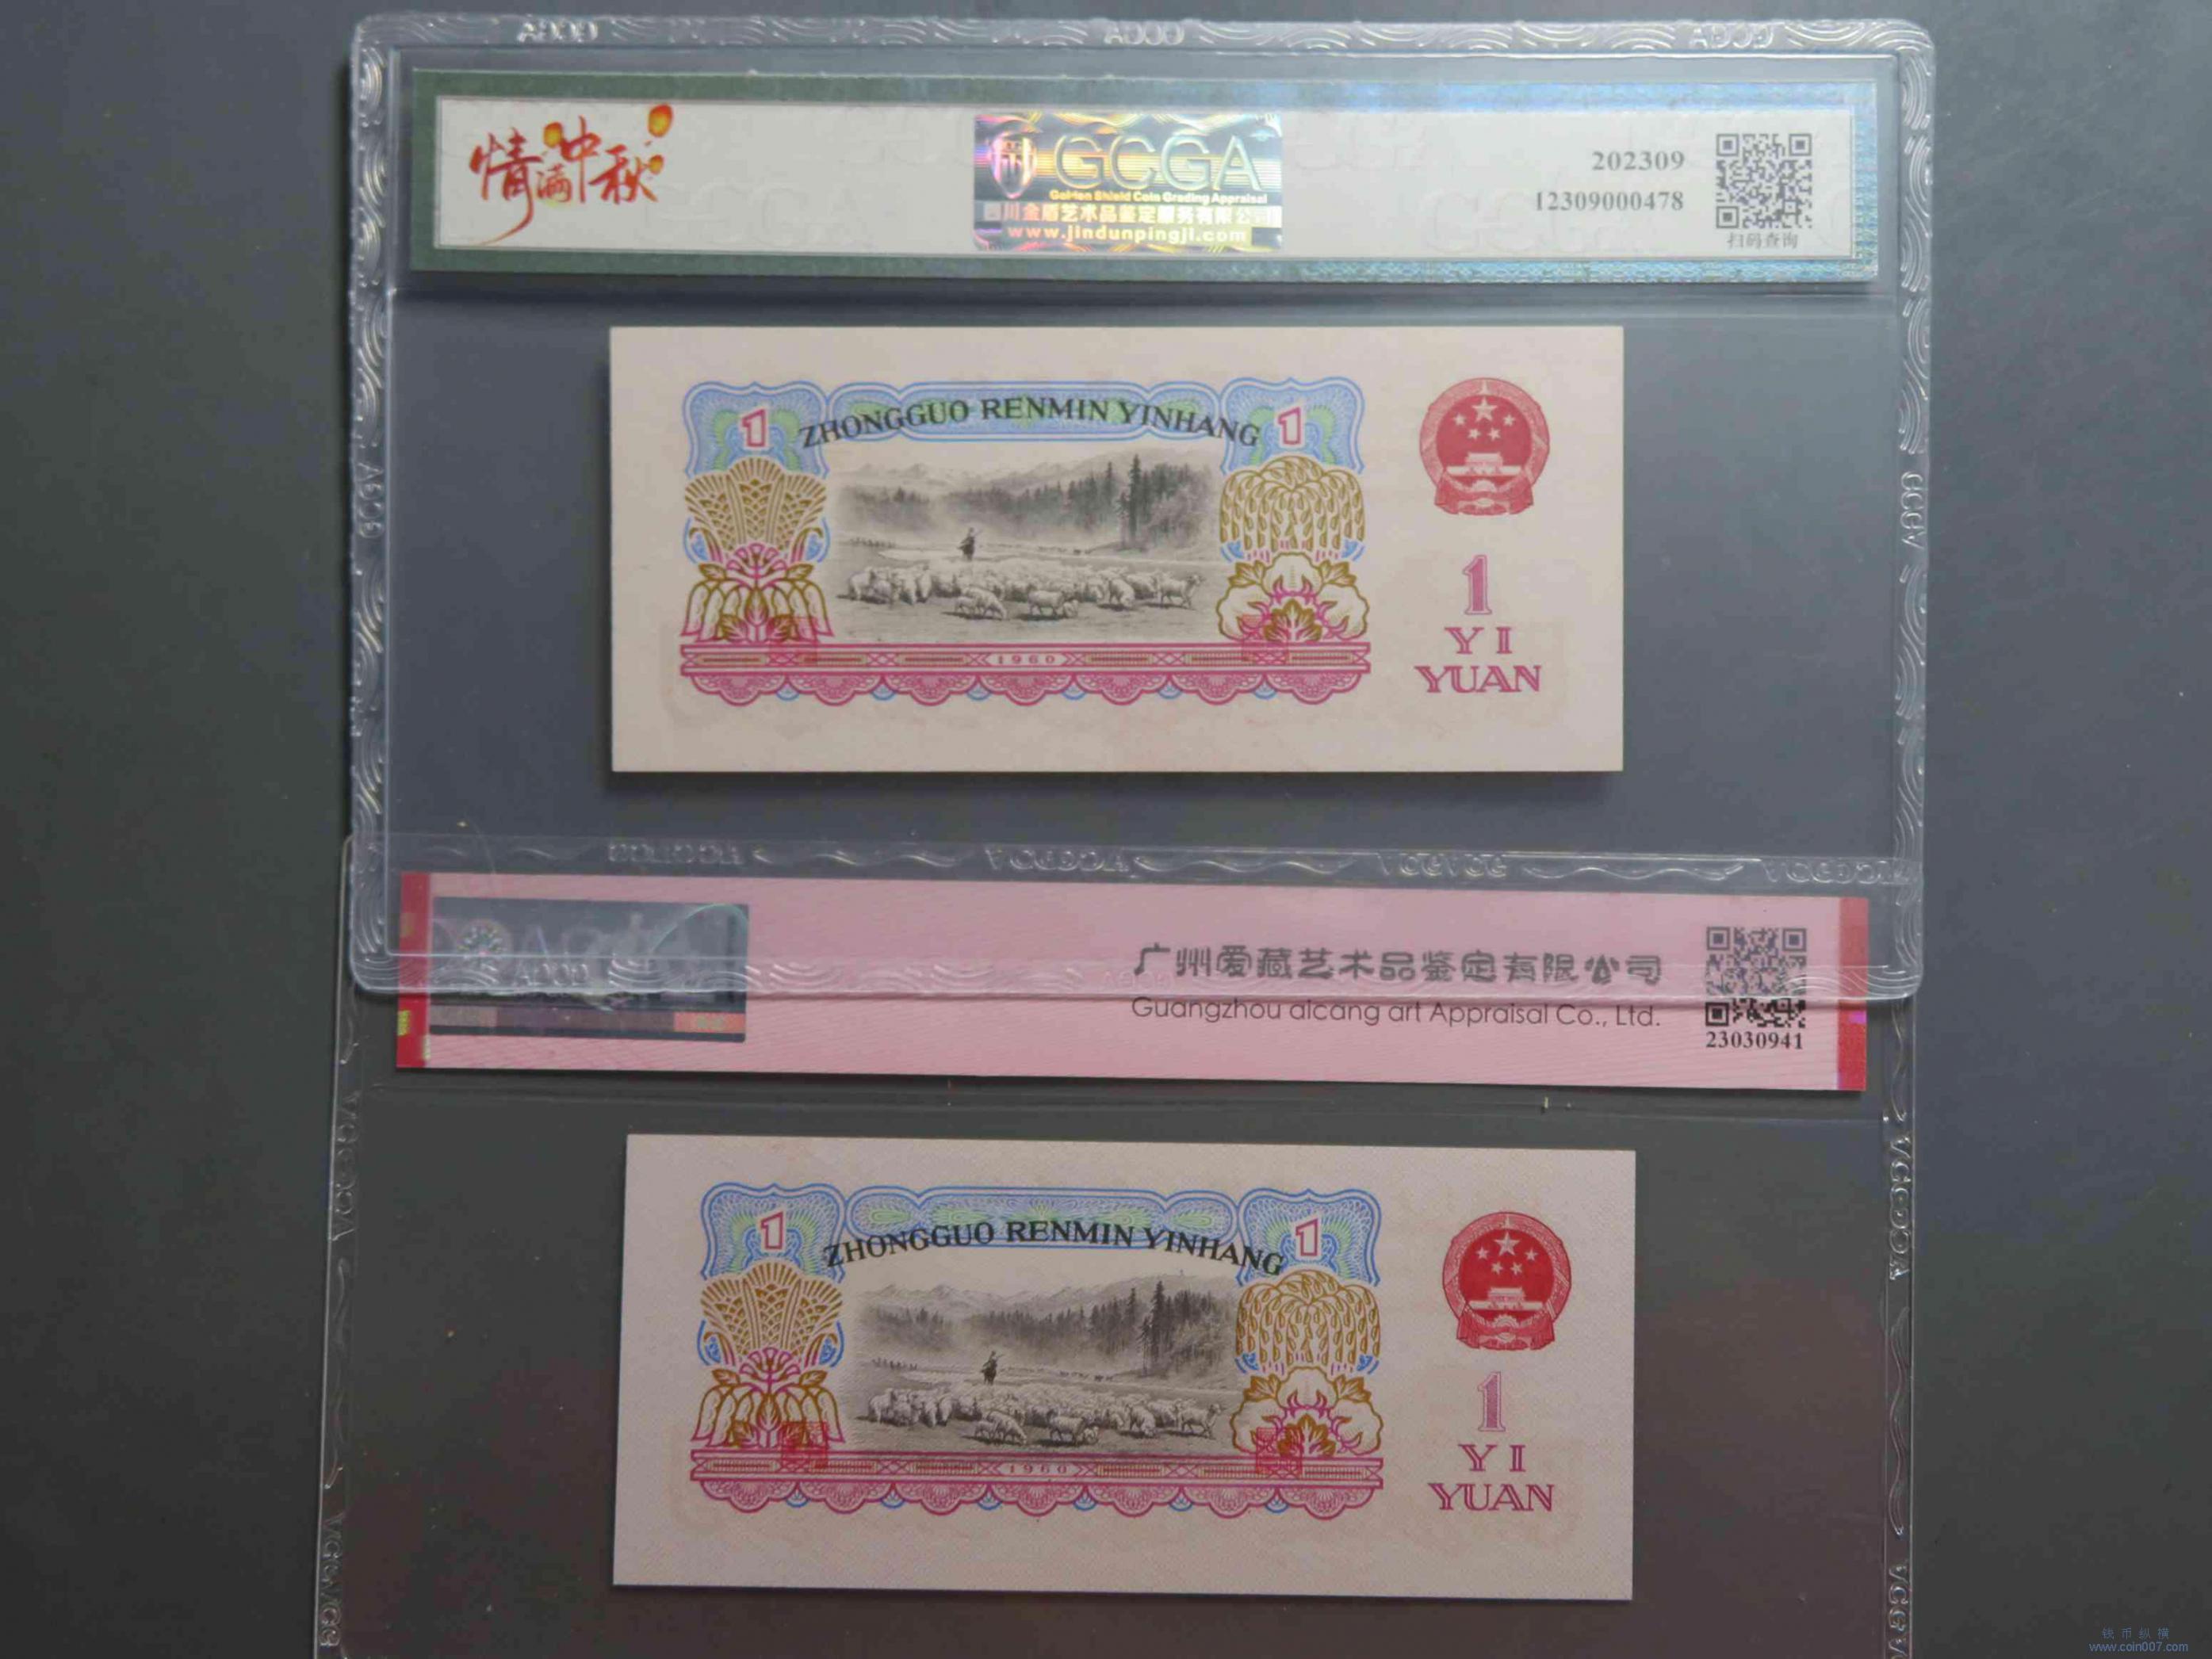 情满中秋
GCGA
Golden Shield Coin Grading Appraisal
四川金盾艺术品鉴定服务有限公司
www.jindunpingji.com
202309
12309000478
扫码查询
ZHONGGUO RENMIN YINHANG
1
1
1960
1
YI
YUAN
广州爱藏艺术品鉴定有限公司
Guangzhou aicang art Appraisal Co., Ltd.
23030941
ZHONGGUO RENMIN YINHANG
1
1
1960
1
YI
YUAN
钱币纵横
www.coin007.com